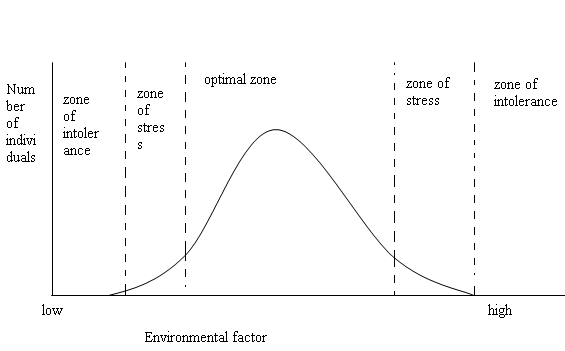 Num
ber
of
indivi
duals
zone
of
intoler
ance
zone
of
stres
s
optimal zone
zone of
stress
zone of
intolerance
low
high
Environmental factor